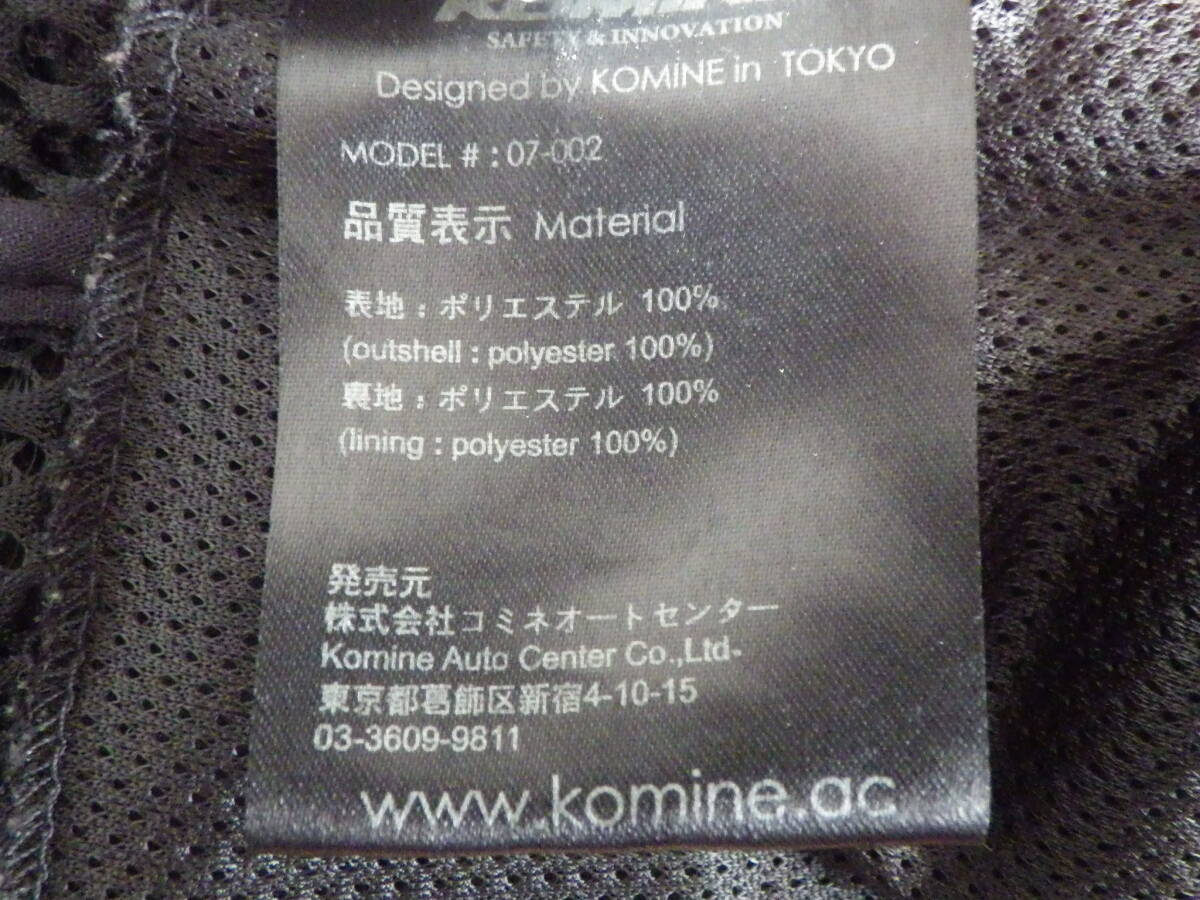 KOMINE
SAFETY & INNOVATION
Designed by KOMINE in TOKYO
MODEL # : 07-002
品質表示 Material
表地 : ポリエステル 100%
(outshell : polyester 100%)
裏地 : ポリエステル 100%
(lining : polyester 100%)
発売元
株式会社コミネオートセンター
Komine Auto Center Co.,Ltd.
東京都葛飾区新宿4-10-15
03-3609-9811
www.komine.ac